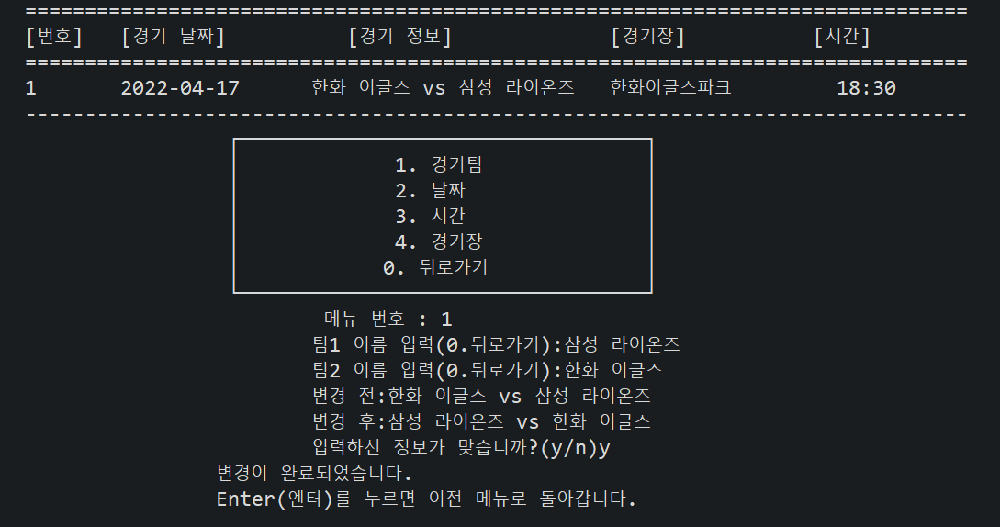 ===============================================================================
[번호] [경기 날짜] [경기 정보] [경기장] [시간]
===============================================================================
1 2022-04-17 한화 이글스 vs 삼성 라이온즈 한화이글스파크 18:30
-------------------------------------------------------------------------------
1. 경기팀
2. 날짜
3. 시간
4. 경기장
0. 뒤로가기
메뉴 번호 : 1
팀1 이름 입력(0.뒤로가기):삼성 라이온즈
팀2 이름 입력(0.뒤로가기):한화 이글스
변경 전:한화 이글스 vs 삼성 라이온즈
변경 후:삼성 라이온즈 vs 한화 이글스
입력하신 정보가 맞습니까?(y/n)y
변경이 완료되었습니다.
Enter(엔터)를 누르면 이전 메뉴로 돌아갑니다.